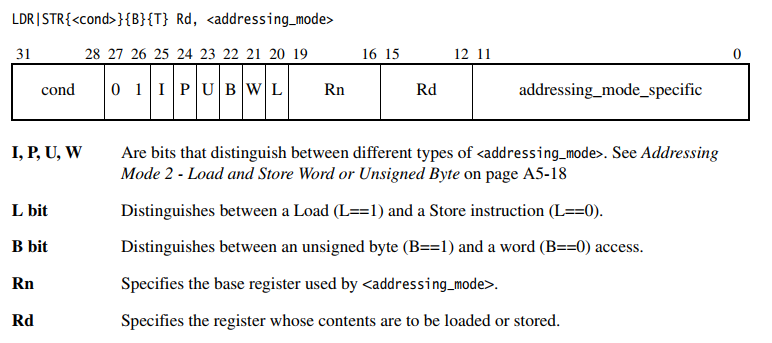 LDR|STR{<cond>}{B}{T} Rd, <addressing_mode>
31 28 27 26 25 24 23 22 21 20 19 16 15 12 11 0
cond 0 1 I P U B W L Rn Rd addressing_mode_specific
I, P, U, W Are bits that distinguish between different types of <addressing_mode>. See Addressing
Mode 2 - Load and Store Word or Unsigned Byte on page A5-18
L bit Distinguishes between a Load (L==1) and a Store instruction (L==0).
B bit Distinguishes between an unsigned byte (B==1) and a word (B==0) access.
Rn Specifies the base register used by <addressing_mode>.
Rd Specifies the register whose contents are to be loaded or stored.